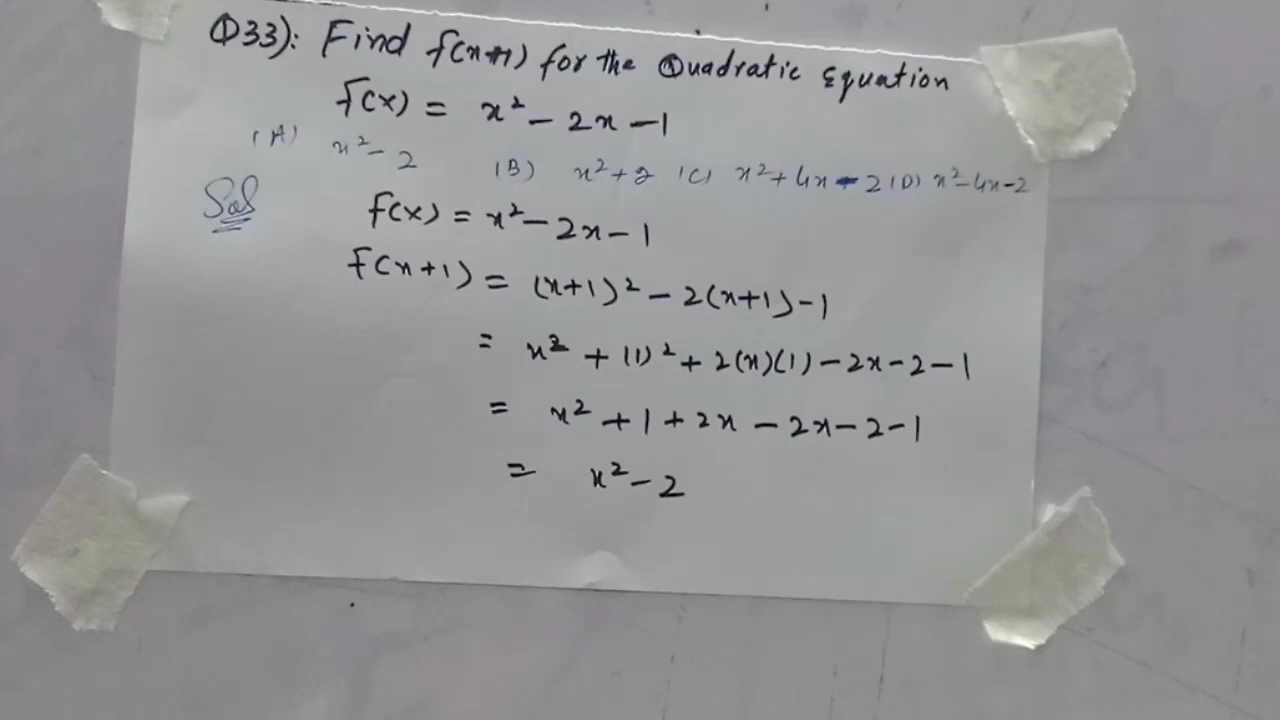 Q33): Find f(x+1) for the Quadratic Equation
f(x) = x² - 2x - 1
(A) x² - 2 (B) x² + 2 (C) x² + 4x - 2 (D) x² - 4x - 2
Sol f(x) = x² - 2x - 1
f(x+1) = (x+1)² - 2(x+1) - 1
= x² + (1)² + 2(x)(1) - 2x - 2 - 1
= x² + 1 + 2x - 2x - 2 - 1
= x² - 2